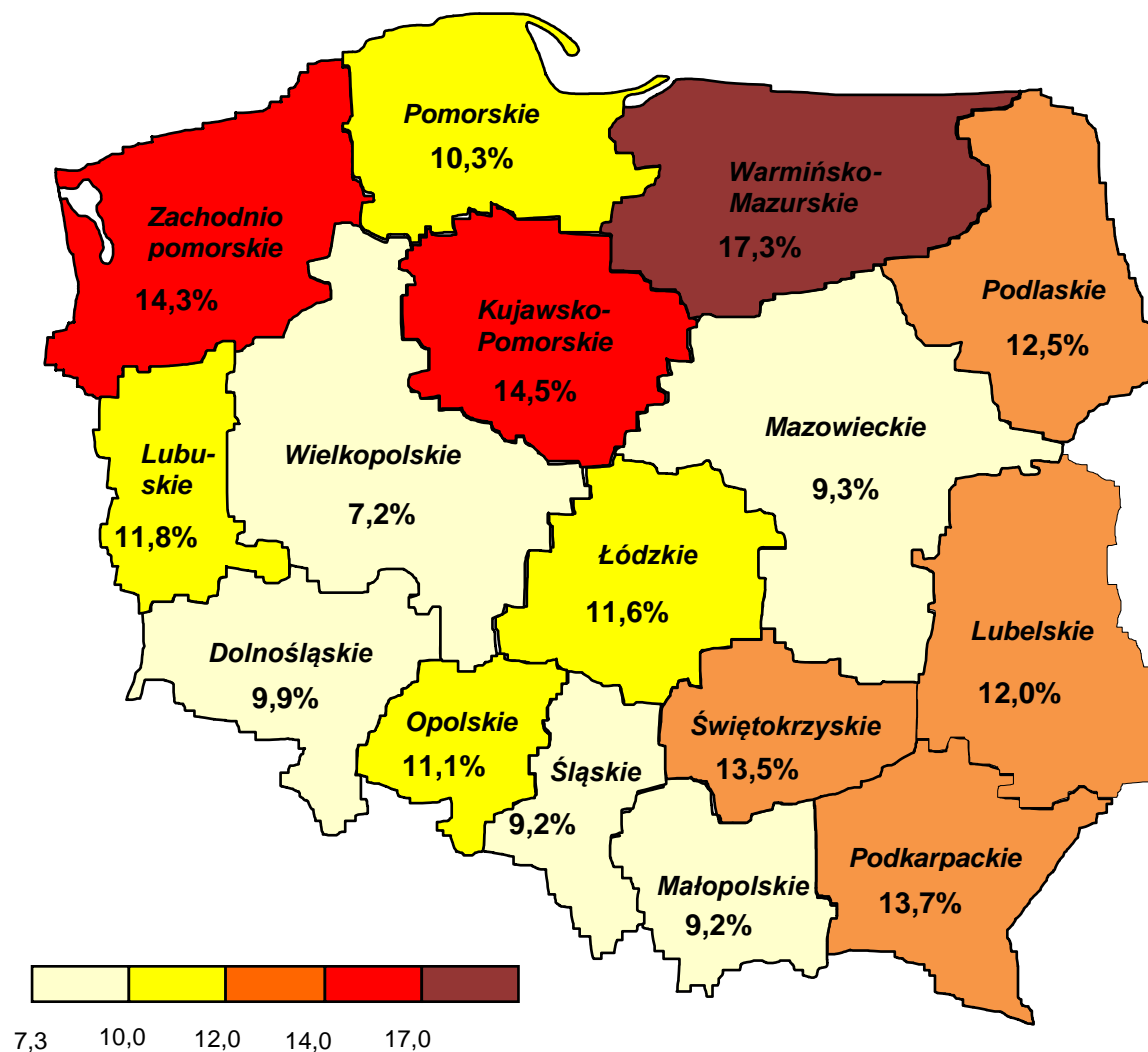 Pomorskie
10,3%
Warmińsko-
Mazurskie
17,3%
Zachodnio
pomorskie
14,3%
Podlaskie
12,5%
Kujawsko-
Pomorskie
14,5%
Mazowieckie
9,3%
Lubu-
skie
11,8%
Wielkopolskie
7,2%
Łódzkie
11,6%
Lubelskie
12,0%
Dolnośląskie
9,9%
Opolskie
11,1%
Śląskie
9,2%
Świętokrzyskie
13,5%
Małopolskie
9,2%
Podkarpackie
13,7%
7,3 10,0 12,0 14,0 17,0